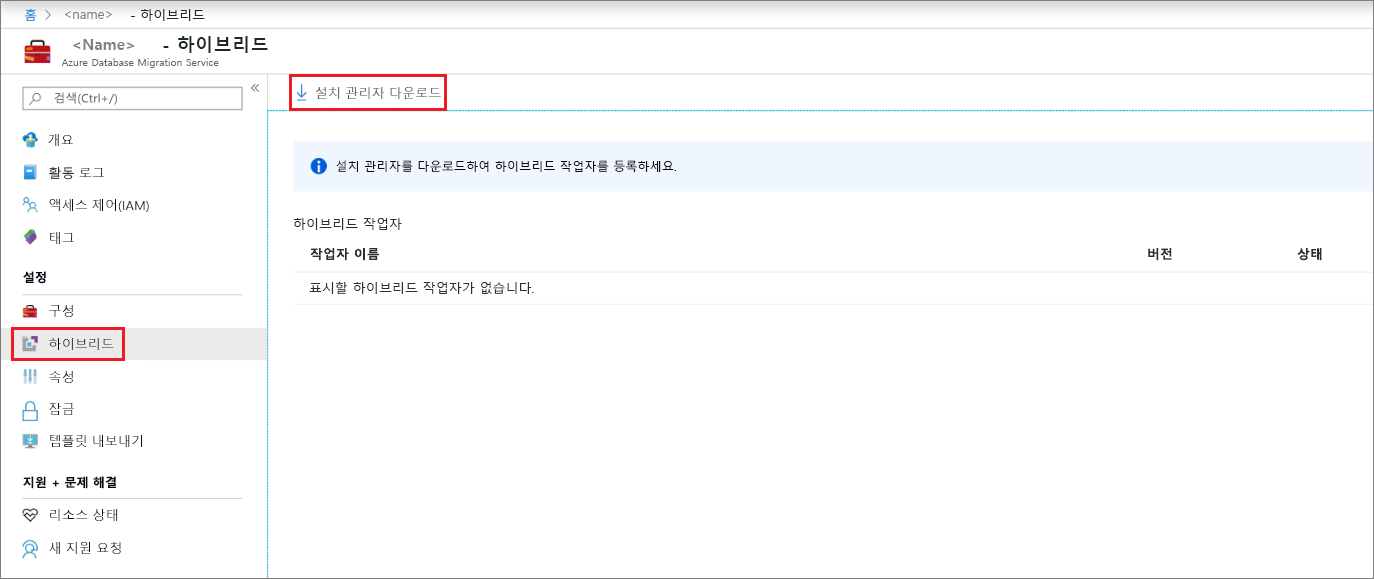 홈 > <name> - 하이브리드
<Name> - 하이브리드
Azure Database Migration Service
검색(Ctrl+/)
«
개요
활동 로그
액세스 제어(IAM)
태그
설정
구성
하이브리드
속성
잠금
템플릿 내보내기
지원 + 문제 해결
리소스 상태
새 지원 요청
설치 관리자 다운로드
설치 관리자를 다운로드하여 하이브리드 작업자를 등록하세요.
하이브리드 작업자
작업자 이름 버전 상태
표시할 하이브리드 작업자가 없습니다.